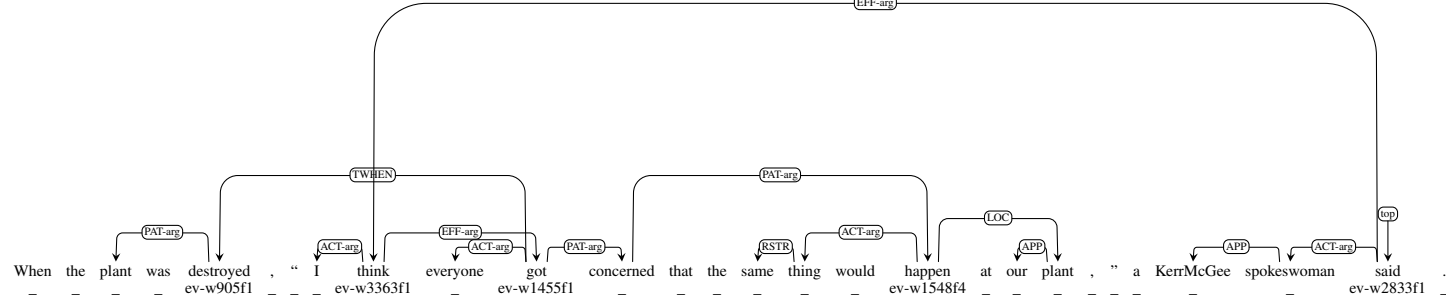 EFF-arg
TWHEN PAT-arg
top
LOC
PAT-arg EFF-arg ACT-arg
ACT-arg ACT-arg PAT-arg RSTR APP APP ACT-arg
When the plant was destroyed , “ I think everyone got concerned that the same thing would happen at our plant , ” a KerrMcGee spokeswoman said .
ev-w905f1 ev-w3363f1 ev-w1455f1 ev-w1548f4 ev-w2833f1
_ _ _ _ _ _ _ _ _ _ _ _ _ _ _ _ _ _ _ _ _ _ _ _